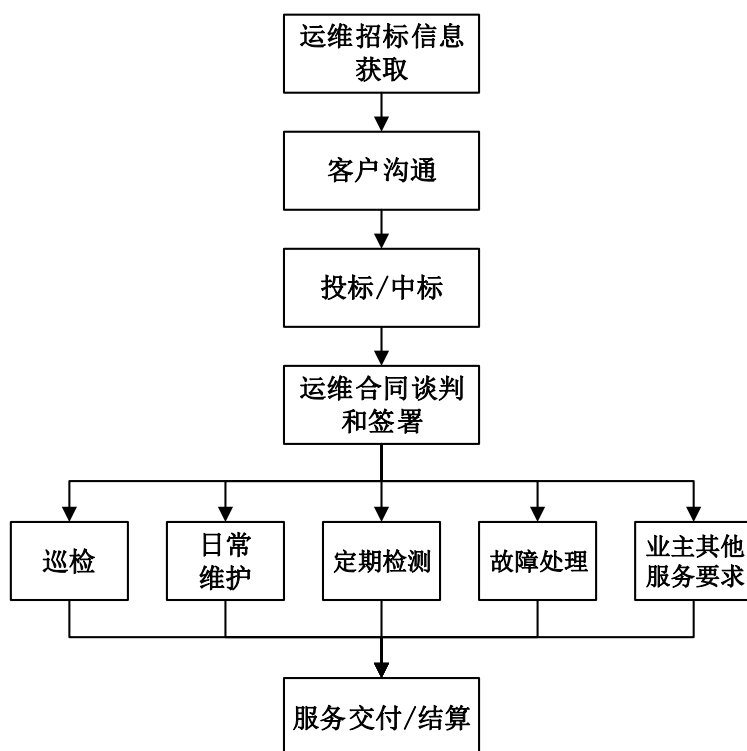 运维招标信息
获取
客户沟通
投标/中标
运维合同谈判
和签署
巡检
日常
维护
定期检测
故障处理
业主其他
服务要求
服务交付/结算